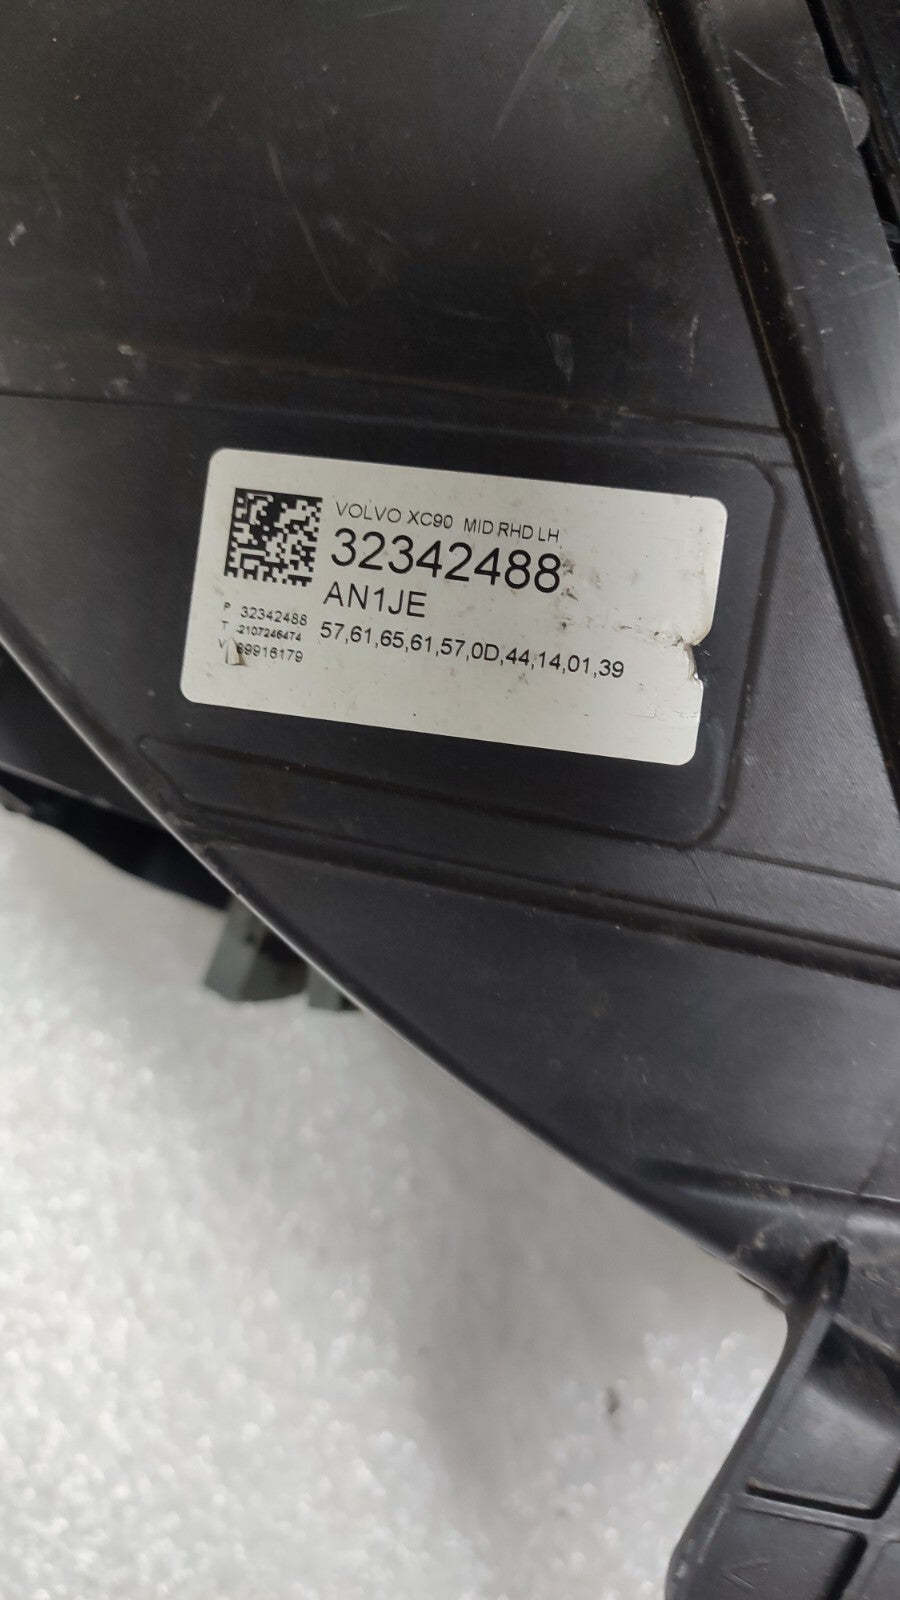 VOLVO XC90 MID RHD LH
32342488
AN1JE
57,61,65,61,57,0D,44,14,01,39
P 32342488
T 2107246474
V 69916179